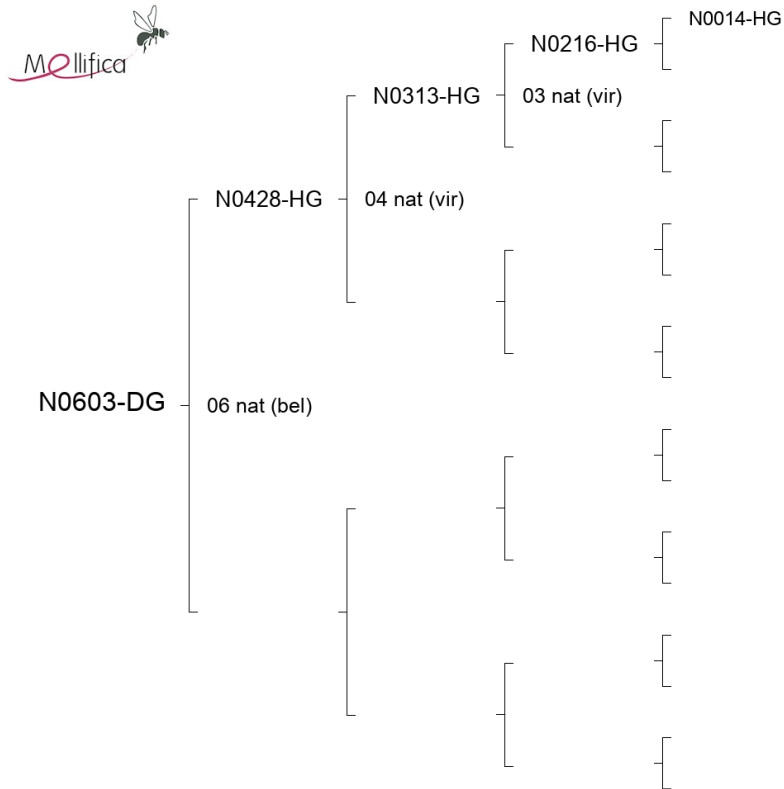 Mellifica
N0014-HG
N0216-HG
N0313-HG
03 nat (vir)
N0428-HG
04 nat (vir)
N0603-DG
06 nat (bel)